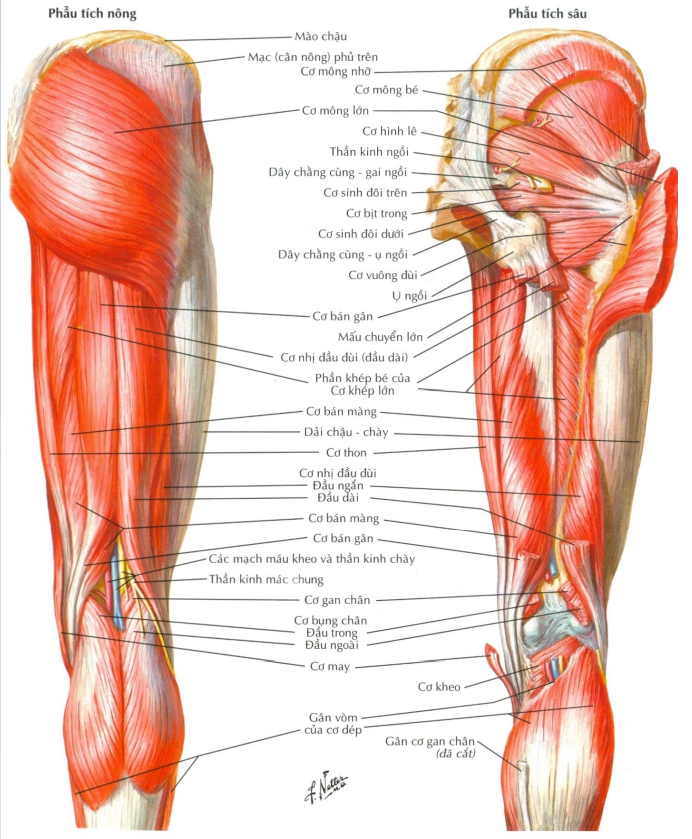 Phẫu tích nông
Phẫu tích sâu
Mào chậu
Mạc (cân nông) phủ trên
Cơ mông nhỡ
Cơ mông bé
Cơ mông lớn
Cơ hình lê
Thần kinh ngồi
Dây chằng cùng - gai ngồi
Cơ sinh đôi trên
Cơ bịt trong
Cơ sinh đôi dưới
Dây chằng cùng - ụ ngồi
Cơ vuông đùi
Ụ ngồi
Cơ bán gân
Mấu chuyển lớn
Cơ nhị đầu đùi (đầu dài)
Phần khép bé của
Cơ khép lớn
Cơ bán màng
Dải chậu - chày
Cơ thon
Cơ nhị đầu đùi
Đầu ngắn
Đầu dài
Cơ bán màng
Cơ bán gân
Các mạch máu kheo và thần kinh chày
Thần kinh mác chung
Cơ gan chân
Cơ bụng chân
Đầu trong
Đầu ngoài
Cơ may
Cơ kheo
Gân vòm
của cơ dép
Gân cơ gan chân
(đã cắt)
F. Netter
M.D.